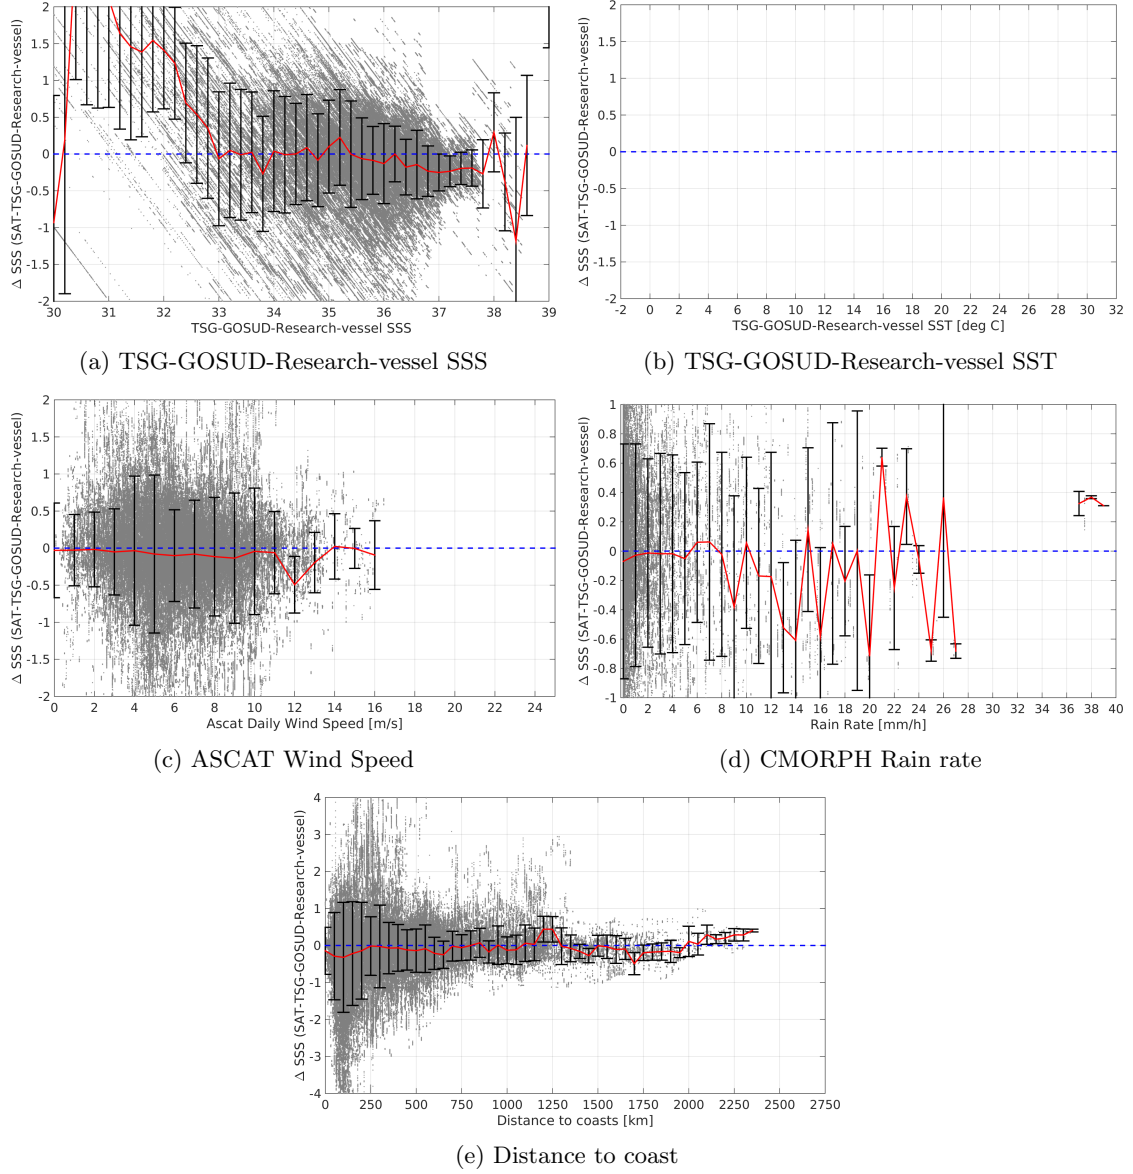 2
1.5
1
0.5
0
-0.5
-1
-1.5
-2
Δ SSS (SAT-TSG-GOSUD-Research-vessel)
30 31 32 33 34 35 36 37 38 39
TSG-GOSUD-Research-vessel SSS
(a) TSG-GOSUD-Research-vessel SSS
2
1.5
1
0.5
0
-0.5
-1
-1.5
-2
Δ SSS (SAT-TSG-GOSUD-Research-vessel)
-2 0 2 4 6 8 10 12 14 16 18 20 22 24 26 28 30 32
TSG-GOSUD-Research-vessel SST [deg C]
(b) TSG-GOSUD-Research-vessel SST
2
1.5
1
0.5
0
-0.5
-1
-1.5
-2
Δ SSS (SAT-TSG-GOSUD-Research-vessel)
0 2 4 6 8 10 12 14 16 18 20 22 24
Ascat Daily Wind Speed [m/s]
(c) ASCAT Wind Speed
1
0.8
0.6
0.4
0.2
0
-0.2
-0.4
-0.6
-0.8
-1
Δ SSS (SAT-TSG-GOSUD-Research-vessel)
0 2 4 6 8 10 12 14 16 18 20 22 24 26 28 30 32 34 36 38 40
Rain Rate [mm/h]
(d) CMORPH Rain rate
4
3
2
1
0
-1
-2
-3
-4
Δ SSS (SAT-TSG-GOSUD-Research-vessel)
0 250 500 750 1000 1250 1500 1750 2000 2250 2500 2750
Distance to coasts [km]
(e) Distance to coast